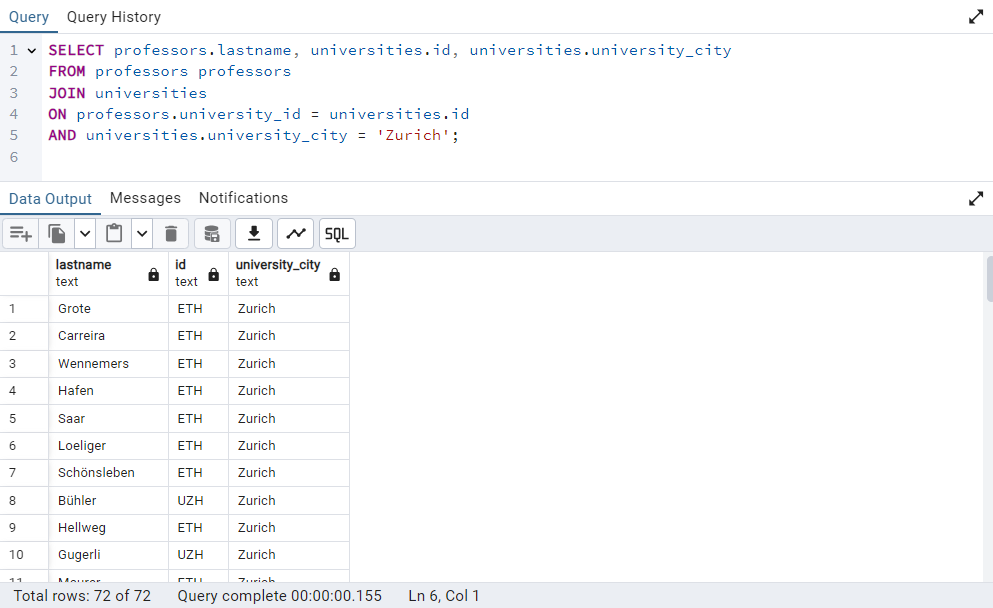 Query Query History
1 SELECT professors.lastname, universities.id, universities.university_city
2 FROM professors professors
3 JOIN universities
4 ON professors.university_id = universities.id
5 AND universities.university_city = 'Zurich';
6
Data Output Messages Notifications
SQL
lastname id university_city
text text text
1 Grote ETH Zurich
2 Carreira ETH Zurich
3 Wennemers ETH Zurich
4 Hafen ETH Zurich
5 Saar ETH Zurich
6 Loeliger ETH Zurich
7 Schönsleben ETH Zurich
8 Bühler UZH Zurich
9 Hellweg ETH Zurich
10 Gugerli UZH Zurich
11 ETH Zurich
Total rows: 72 of 72 Query complete 00:00:00.155 Ln 6, Col 1